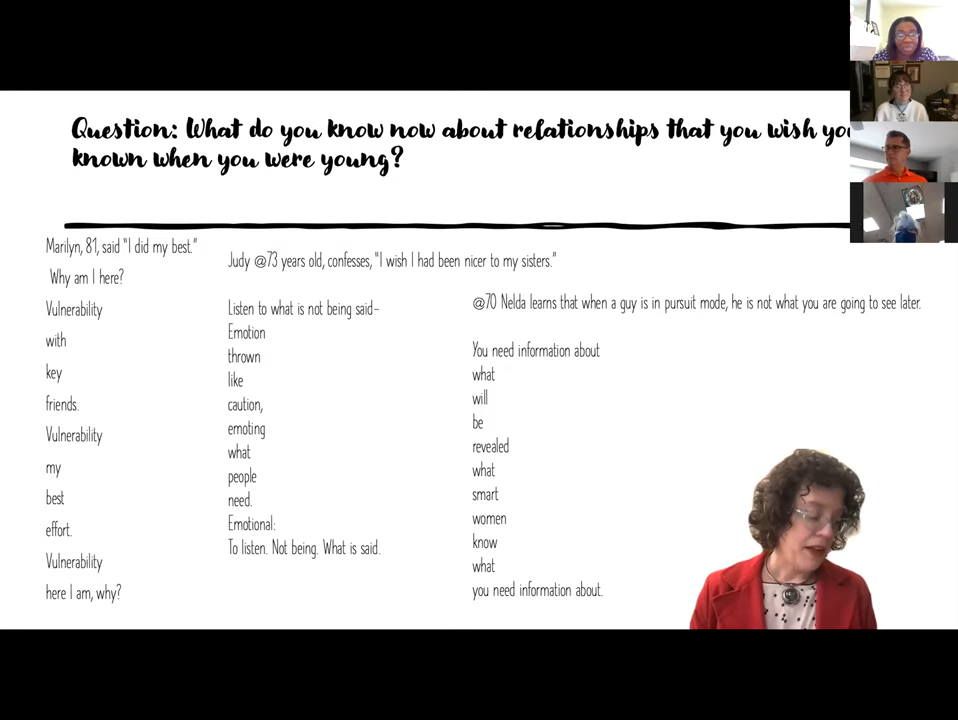 Question: What do you know now about relationships that you wish
known when you were young?
Marilyn, 81, said "I did my best."
Why am I here?
Vulnerability
with
key
friends.
Vulnerability
my
best
effort.
Vulnerability
here I am, why?
Judy @73 years old, confesses, "I wish I had been nicer to my sisters."
Listen to what is not being said-
Emotion
thrown
like
caution,
emoting
what
people
need.
Emotional:
To listen. Not being. What is said.
@70 Nelda learns that when a guy is in pursuit mode, he is not what you are going to see later.
You need information about
what
will
be
revealed
what
smart
women
know
what
you need information about.